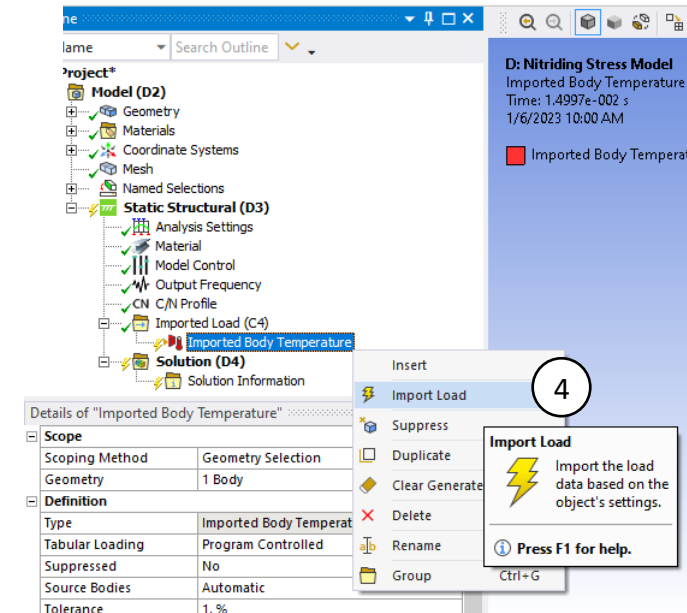 ne
lame
Search Outline
Project*
Model (D2)
Geometry
Materials
Coordinate Systems
Mesh
Named Selections
Static Structural (D3)
Analysis Settings
Material
Model Control
Output Frequency
CN C/N Profile
Imported Load (C4)
Imported Body Temperature
Solution (D4)
Solution Information
D: Nitriding Stress Model
Imported Body Temperature
Time: 1.4997e-002 s
1/6/2023 10:00 AM
Imported Body Temperat
Insert
Import Load
4
Suppress
Duplicate
Clear Generate
Delete
Rename
Group Ctrl+G
Import Load
Import the load
data based on the
object's settings.
Press F1 for help.
Details of "Imported Body Temperature"
Scope
Scoping Method Geometry Selection
Geometry 1 Body
Definition
Type Imported Body Temperat
Tabular Loading Program Controlled
Suppressed No
Source Bodies Automatic
Tolerance 1. %